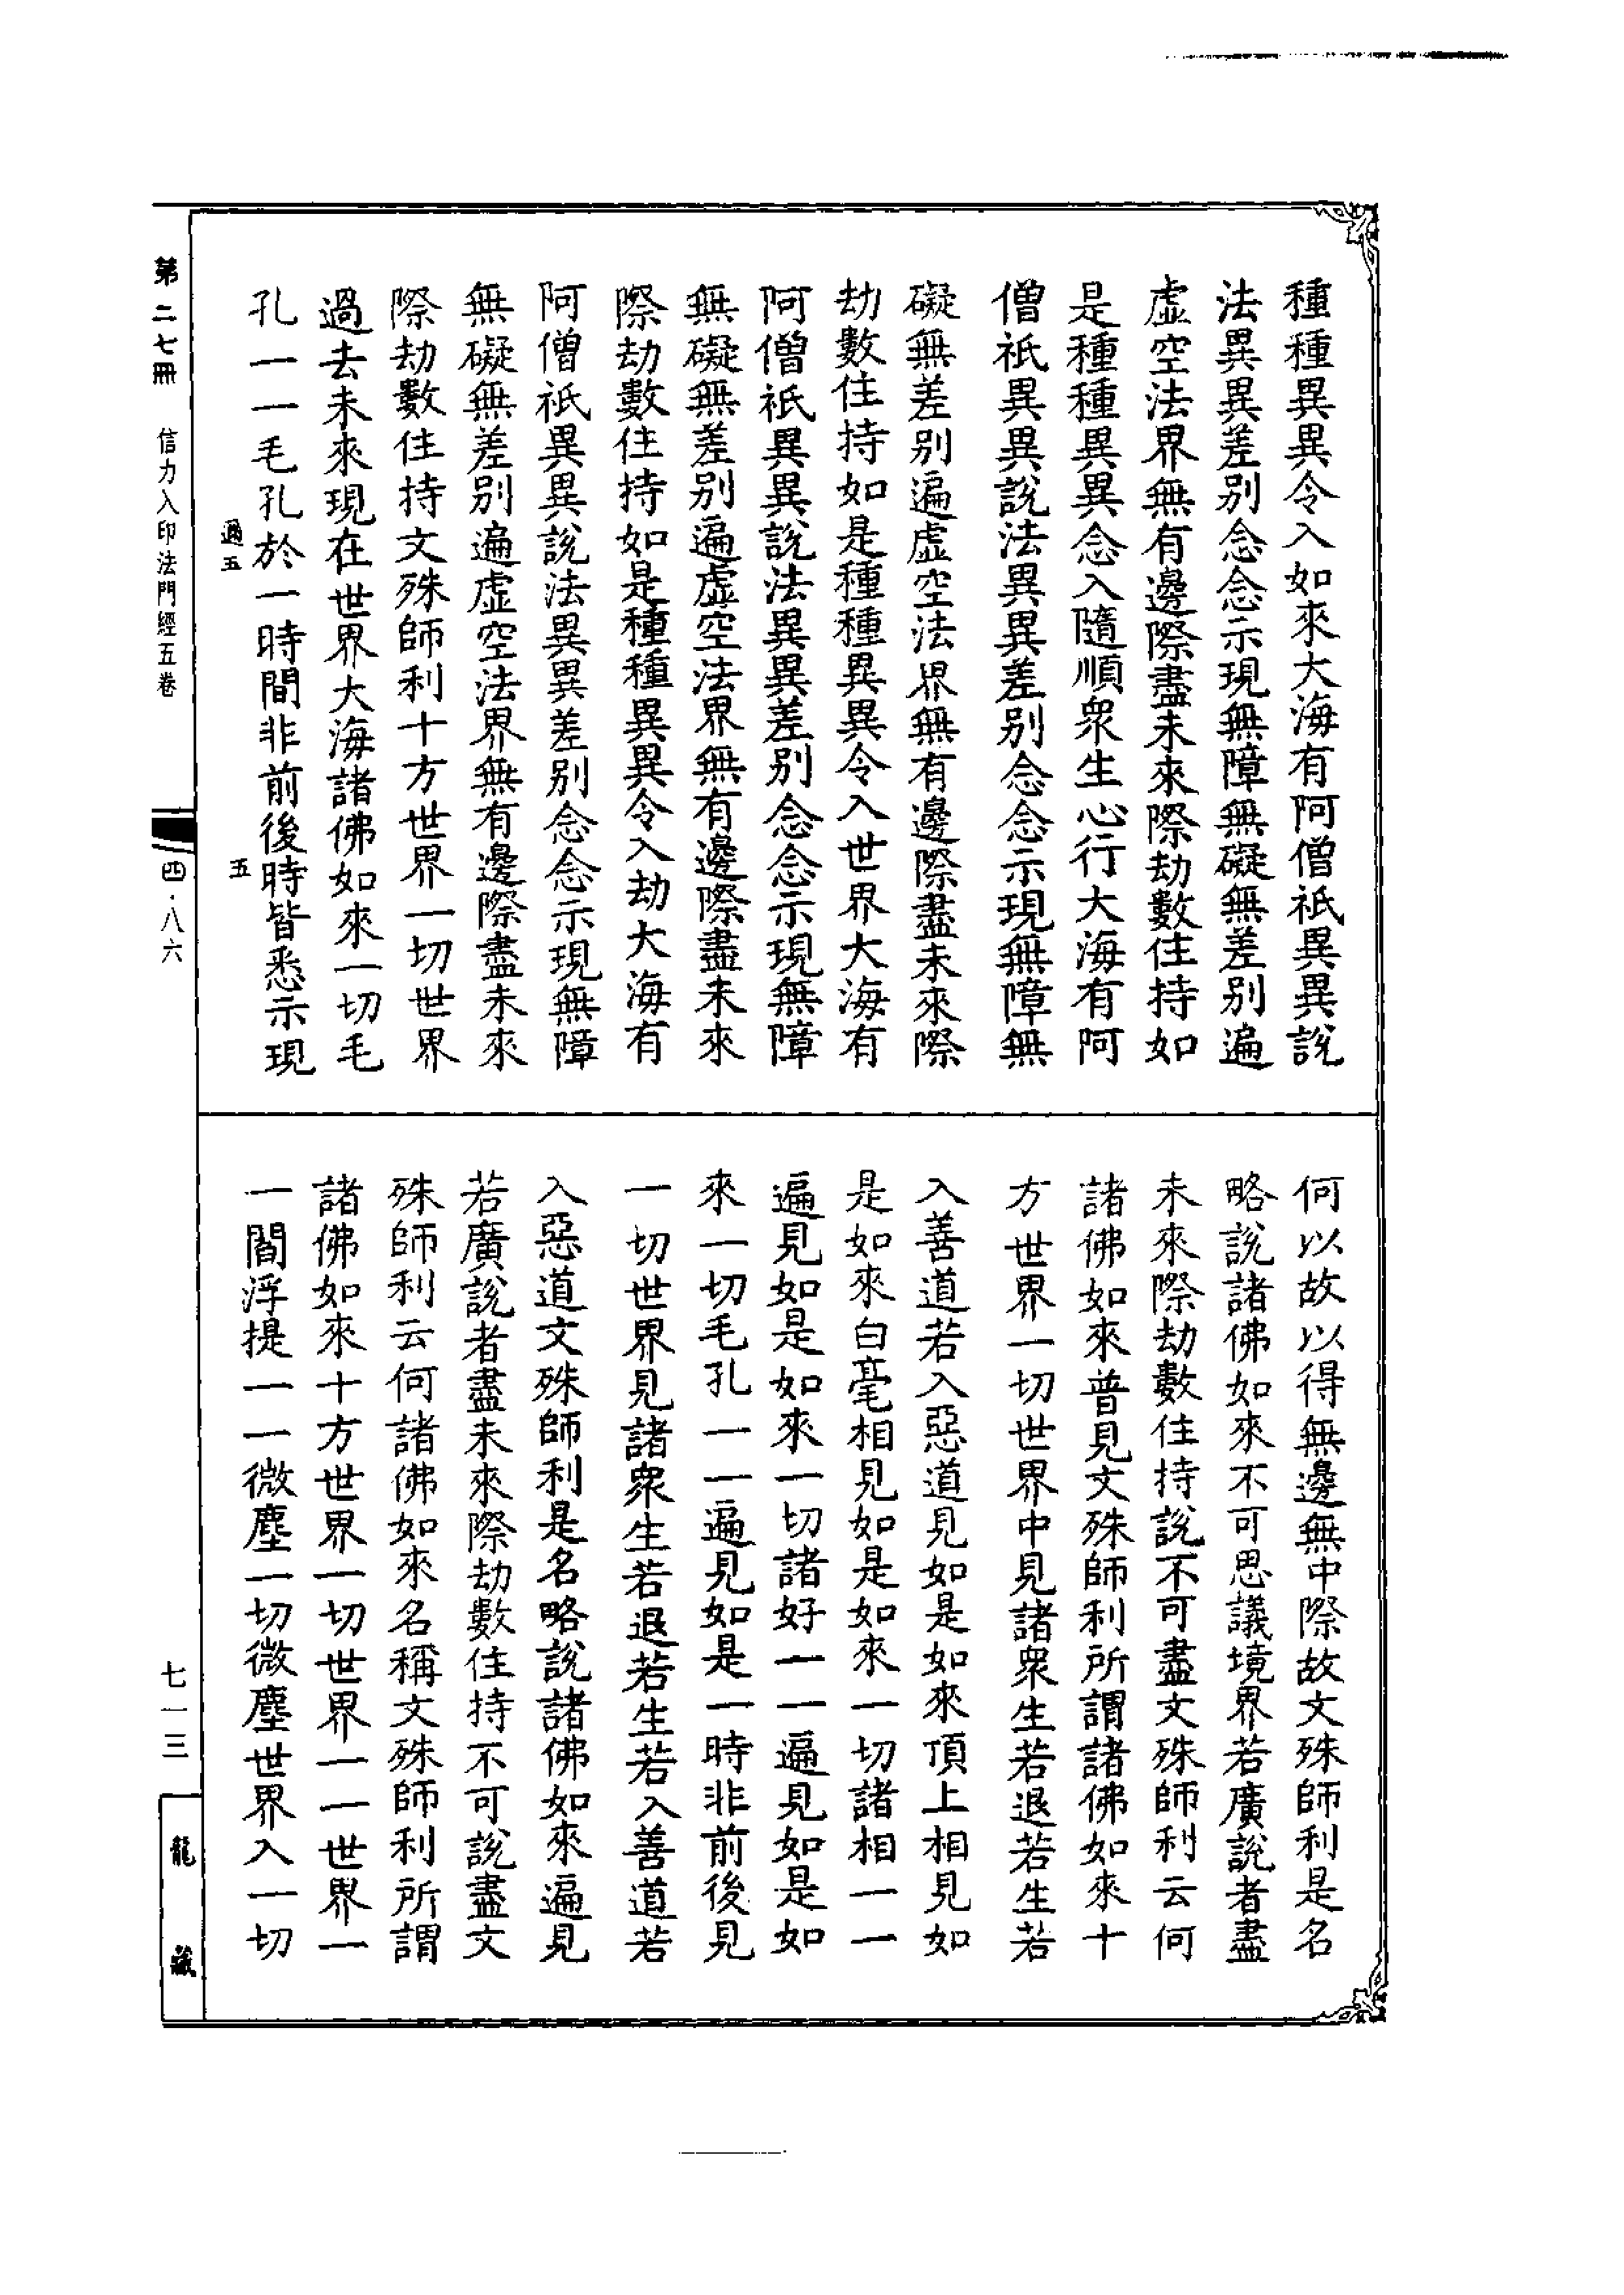 種種異異令入如來大海有阿僧祇異異說
法異異差別念念示現無障無礙無差別遍
虛空法界無有邊際盡未來際劫數住持如
是種種異異念入隨順衆生心行大海有阿
僧祇異異說法異異差別念念示現無障無
礙無差別遍虛空法界無有邊際盡未來際
劫數住持如是種種異異令入世界大海有
阿僧祇異異說法異異差別念念示現無障
無礙無差別遍虛空法界無有邊際盡未來
際劫數住持如是種種異異令入劫大海有
阿僧祇異異說法異異差別念念示現無障
無礙無差別遍虛空法界無有邊際盡未來
際劫數住持文殊師利十方世界一切世界
過去未來現在世界大海諸佛如來一切毛
孔一一毛孔於一時間非前後時皆悉示現
何以故以得無邊無中際故文殊師利是名
略說諸佛如來不可思議境界若廣說者盡
未來際劫數住持說不可盡文殊師利云何
諸佛如來普見文殊師利所謂諸佛如來十
方世界一切世界中見諸衆生若退若生若
入善道若入惡道見如是如來頂上相見如
是如來白毫相見如是如來一切諸相一一
遍見如是如來一切諸好一一遍見如是如
來一切毛孔一一遍見如是一時非前後見
一切世界見諸衆生若退若生若入善道若
入惡道文殊師利是名略說諸佛如來遍見
若廣說者盡未來際劫數住持不可說盡文
殊師利云何諸佛如來名稱文殊師利所謂
諸佛如來十方世界一切世界一一世界一
一閻浮提一一微塵一切微塵世界入一切
過五
五
第二七冊 信力入印法門經五卷
四·八六
七一三
龍藏